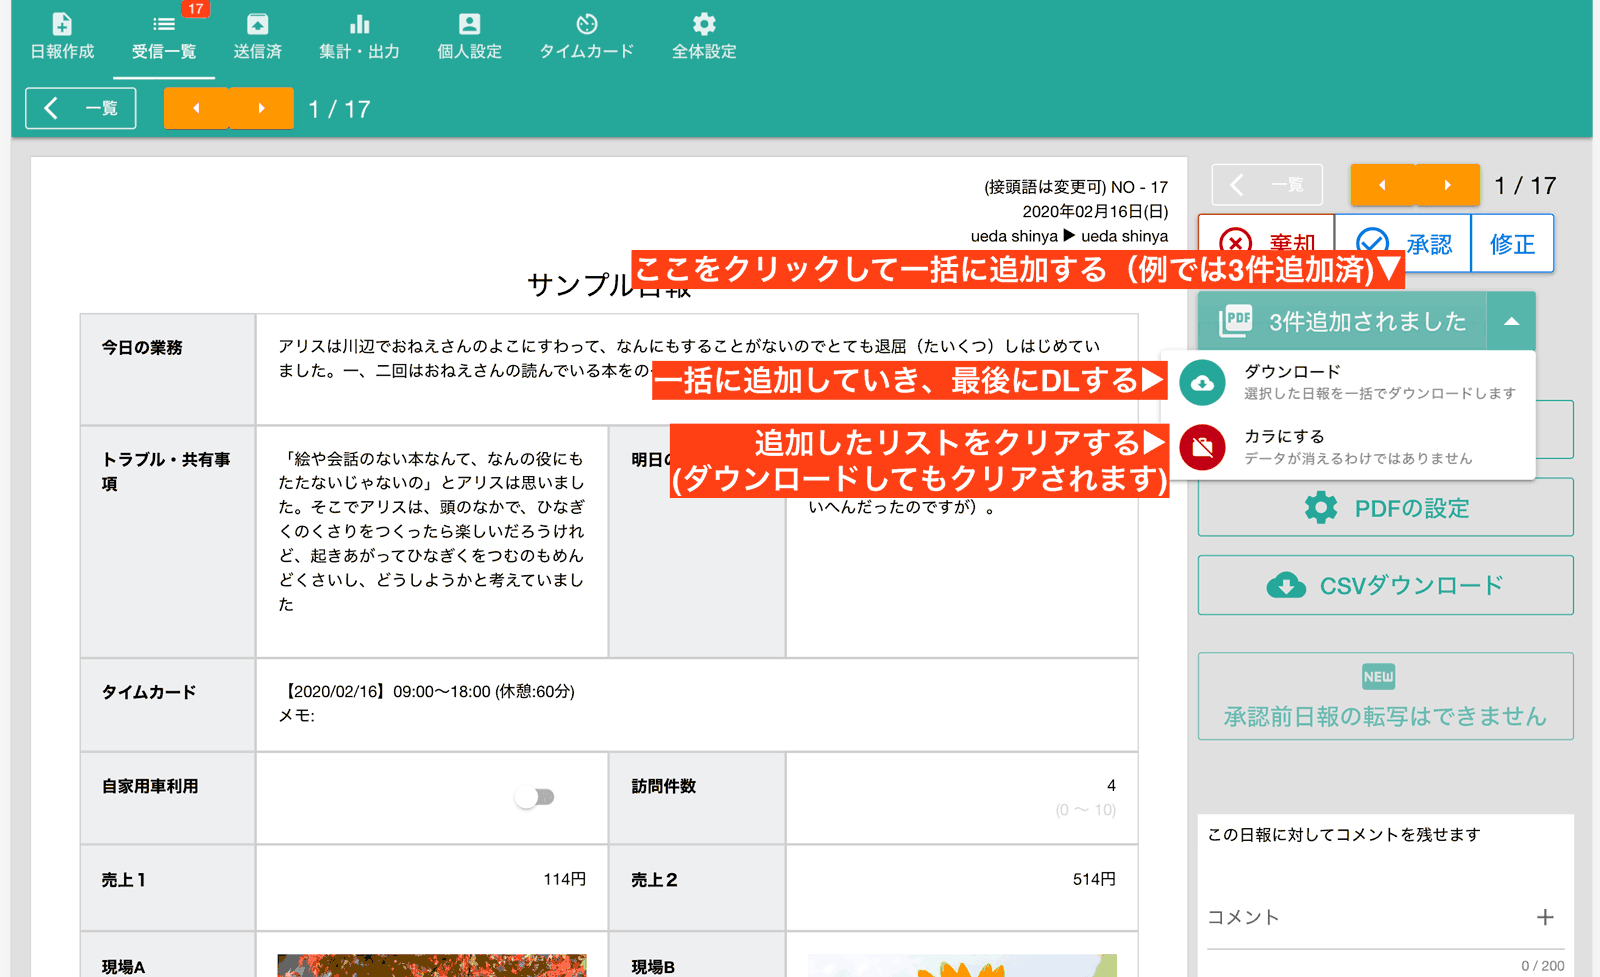 17
日報作成
受信一覧
送信済
集計・出力
個人設定
タイムカード
全体設定
一覧
1 / 17
(接頭語は変更可) NO - 17
2020年02月16日(日)
ueda shinya ▶ ueda shinya
サンプル日報
今日の業務
アリスは川辺でおねえさんのよこにすわって、なんにもすることがないのでとても退屈（たいくつ）しはじめてい
ました。一、二回はおねえさんの読んでいる本をの
トラブル・共有事
項
「絵や会話のない本なんて、なんの役にも
たたないじゃないの」とアリスは思いまし
た。そこでアリスは、頭のなかで、ひなぎ
くのくさりをつくったら楽しいだろうけれ
ど、起きあがってひなぎくをつむのもめん
どくさいし、どうしようかと考えていまし
た
明日の
いへんだったのですが）。
タイムカード
【2020/02/16】09:00〜18:00 (休憩:60分)
メモ:
自家用車利用
訪問件数
4
(0 〜 10)
売上１
114円
売上２
514円
現場A
現場B
一覧
1 / 17
棄却
承認
修正
ここをクリックして一括に追加する（例では3件追加済)▼
PDF
3件追加されました
一括に追加していき、最後にDLする▶
ダウンロード
選択した日報を一括でダウンロードします
追加したリストをクリアする▶
(ダウンロードしてもクリアされます)
カラにする
データが消えるわけではありません
PDFの設定
CSVダウンロード
NEW
承認前日報の転写はできません
この日報に対してコメントを残せます
コメント
0 / 200